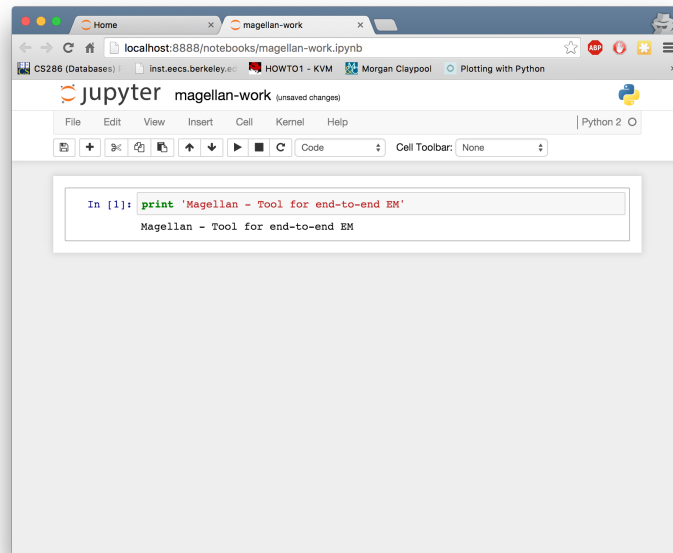 Home
magellan-work
localhost:8888/notebooks/magellan-work.ipynb
ABP
CS286 (Databases) inst.eecs.berkeley.ed HOWTO1 - KVM Morgan Claypool Plotting with Python
jupyter magellan-work (unsaved changes)
File Edit View Insert Cell Kernel Help Python 2
Code Cell Toolbar: None
In [1]: print 'Magellan - Tool for end-to-end EM'
Magellan - Tool for end-to-end EM